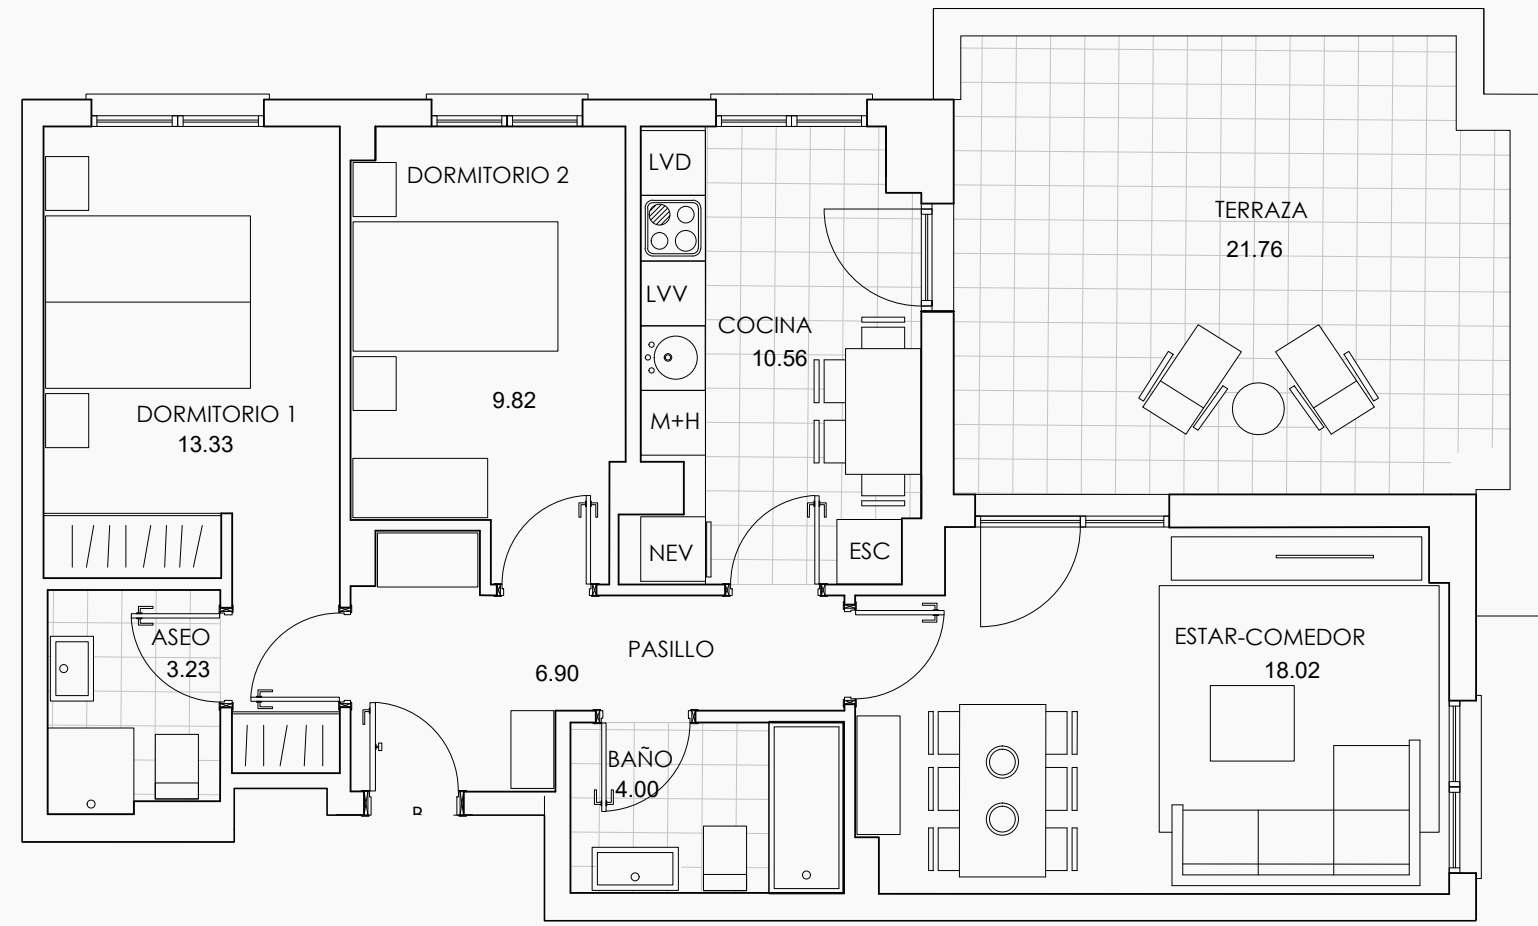 DORMITORIO 1
13.33
DORMITORIO 2
9.82
LVD
LVV
M+H
NEV
COCINA
10.56
ESC
TERRAZA
21.76
ASEO
3.23
PASILLO
6.90
BAÑO
4.00
ESTAR-COMEDOR
18.02